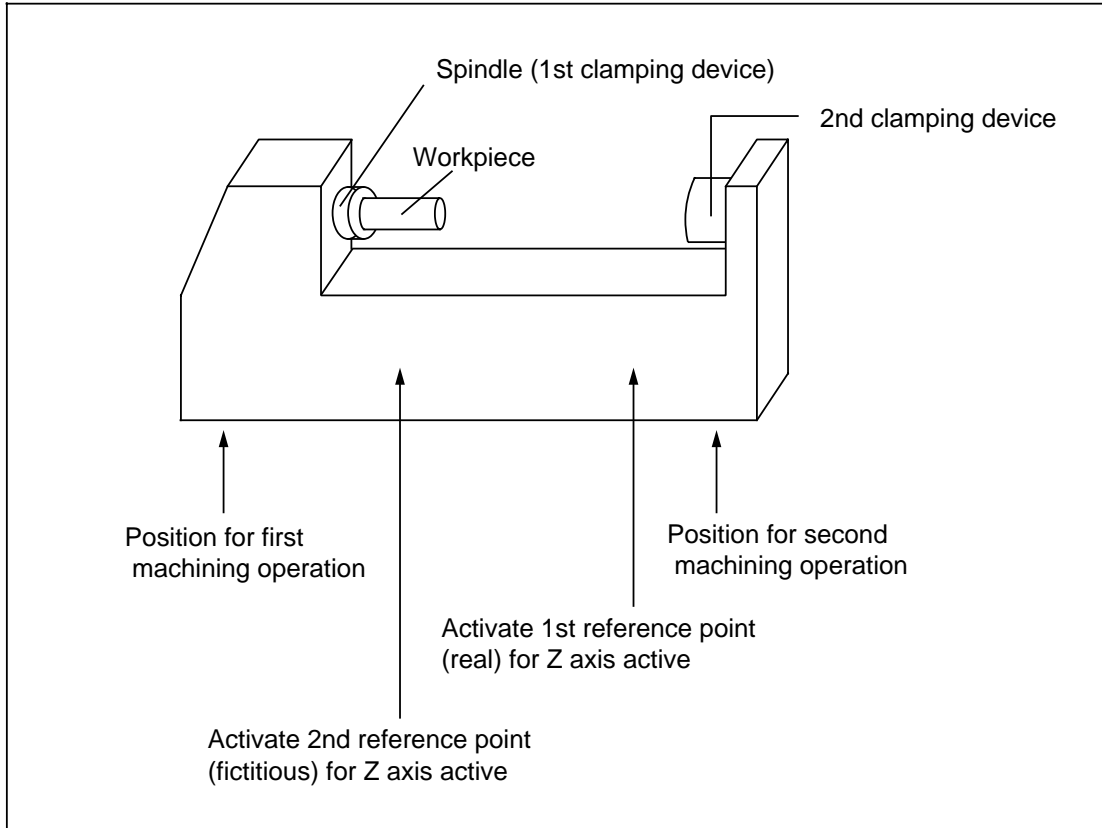 Spindle (1st clamping device)
2nd clamping device
Workpiece
Position for first
machining operation
Position for second
machining operation
Activate 1st reference point
(real) for Z axis active
Activate 2nd reference point
(fictitious) for Z axis active